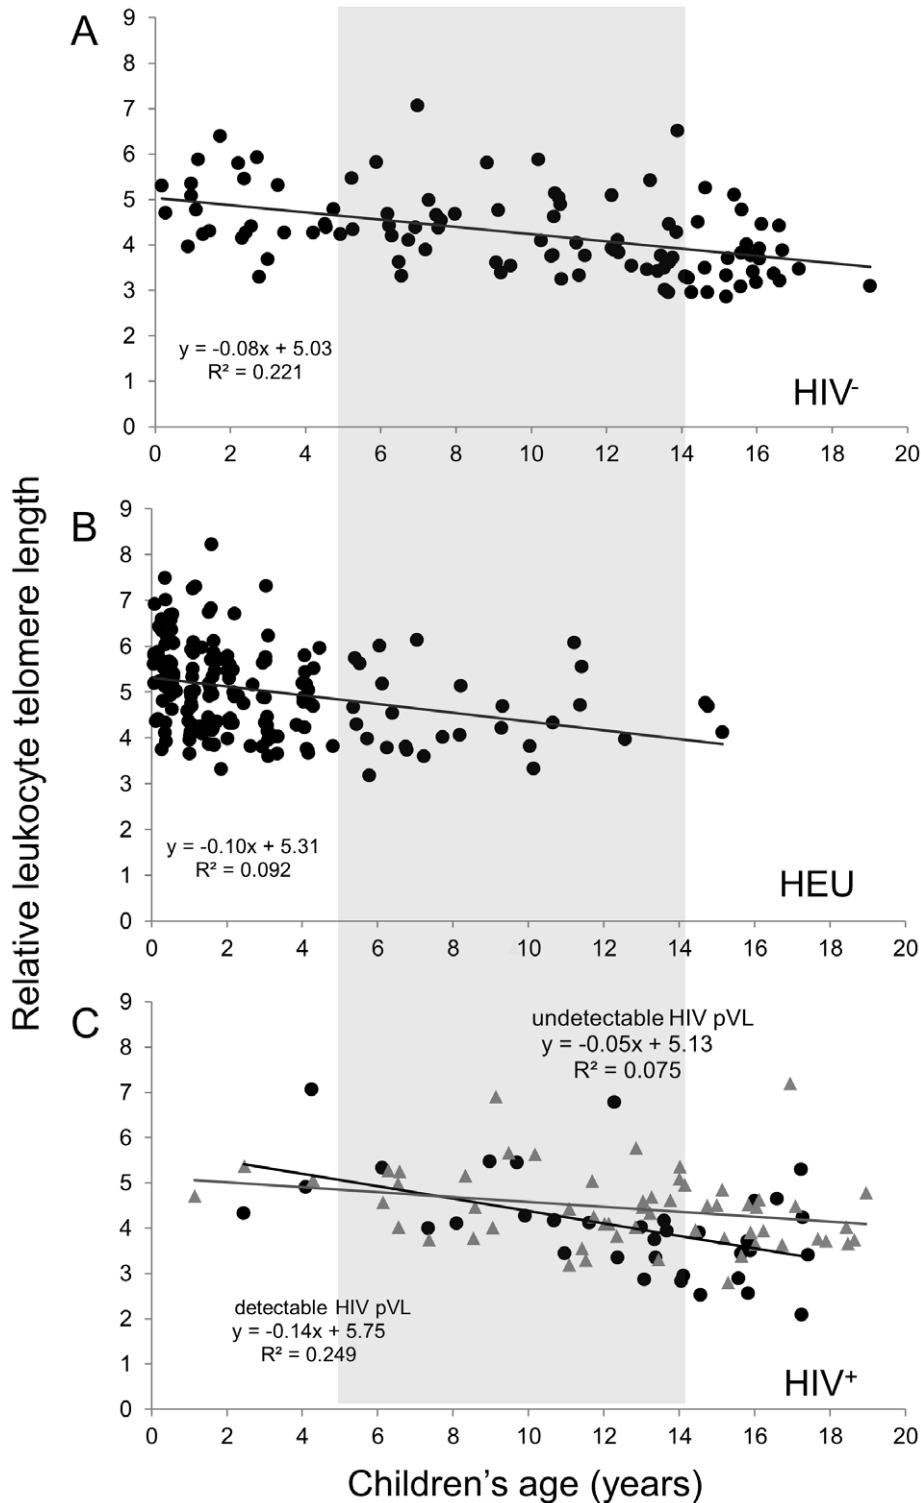 Relative leukocyte telomere length
A
9
8
7
6
5
4
3
2
1
0
y = -0.08x + 5.03
R² = 0.221
HIV⁻
0 2 4 6 8 10 12 14 16 18 20
B
9
8
7
6
5
4
3
2
1
0
y = -0.10x + 5.31
R² = 0.092
HEU
0 2 4 6 8 10 12 14 16 18 20
C
9
8
7
6
5
4
3
2
1
0
undetectable HIV pVL
y = -0.05x + 5.13
R² = 0.075
detectable HIV pVL
y = -0.14x + 5.75
R² = 0.249
HIV⁺
0 2 4 6 8 10 12 14 16 18 20
Children's age (years)